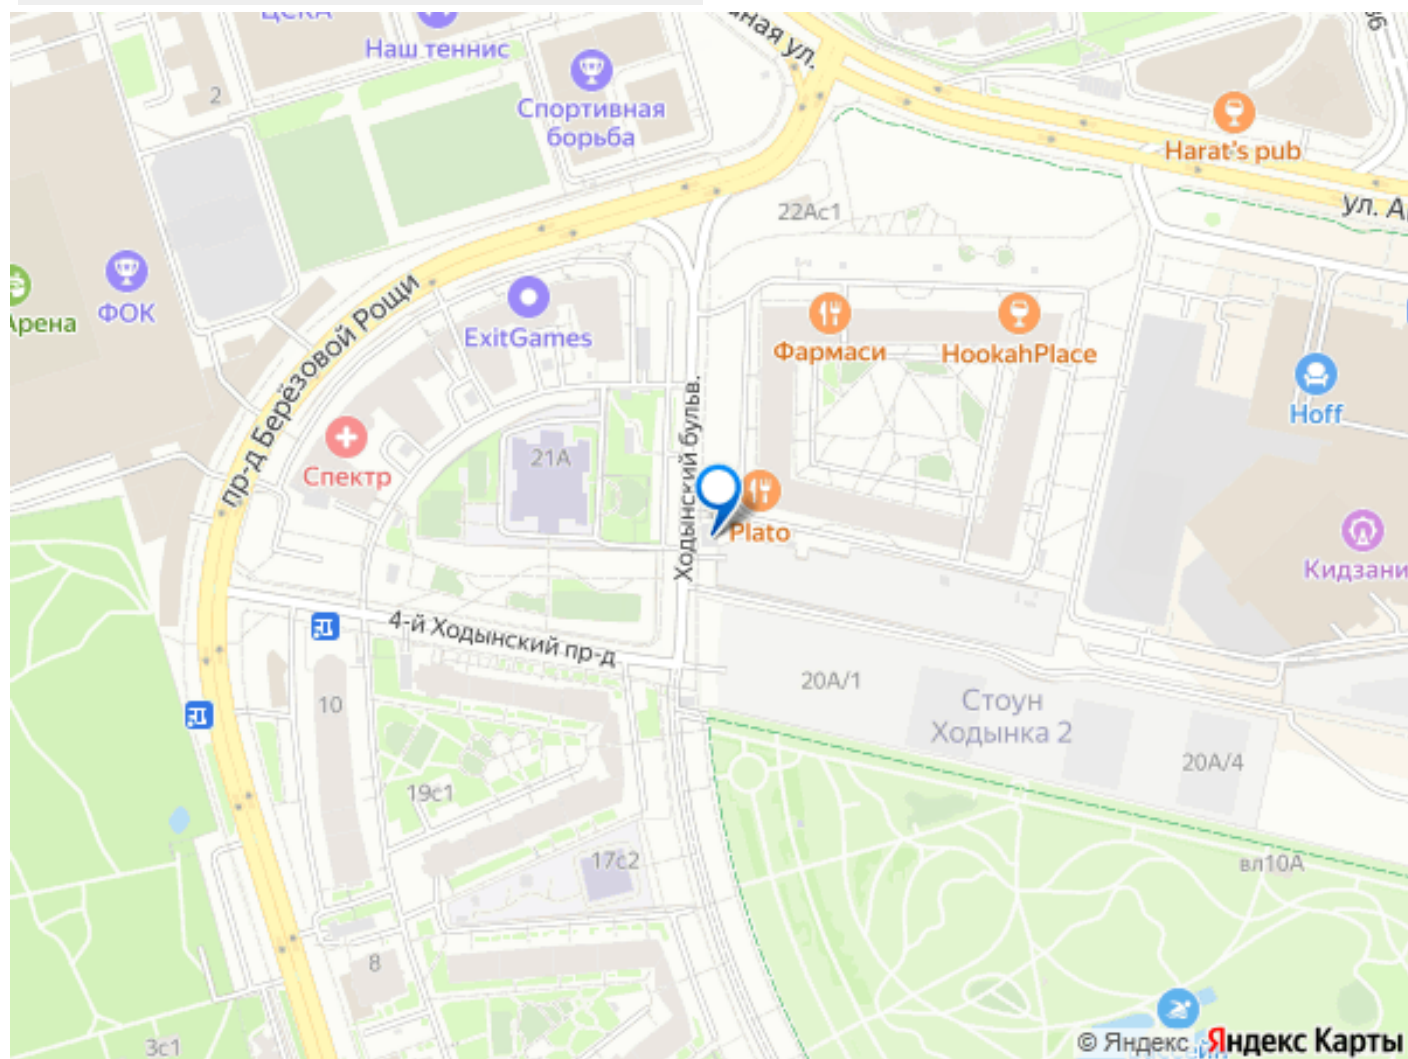 ЦСКА
Наш теннис
2
Спортивная
борьба
ул.
Harat's pub
22Ас1
ул.
Арена
ФОК
ExitGames
Фармаси
HookahPlace
Hoff
пр-д Берёзовой Рощи
Ходынский бульв.
Спектр
21А
Plato
Кидзани
4-й Ходынский пр-д
10
20А/1
Стоун
Ходынка 2
20А/4
19с1
17с2
вл10А
8
3с1
© Яндекс Яндекс Карты